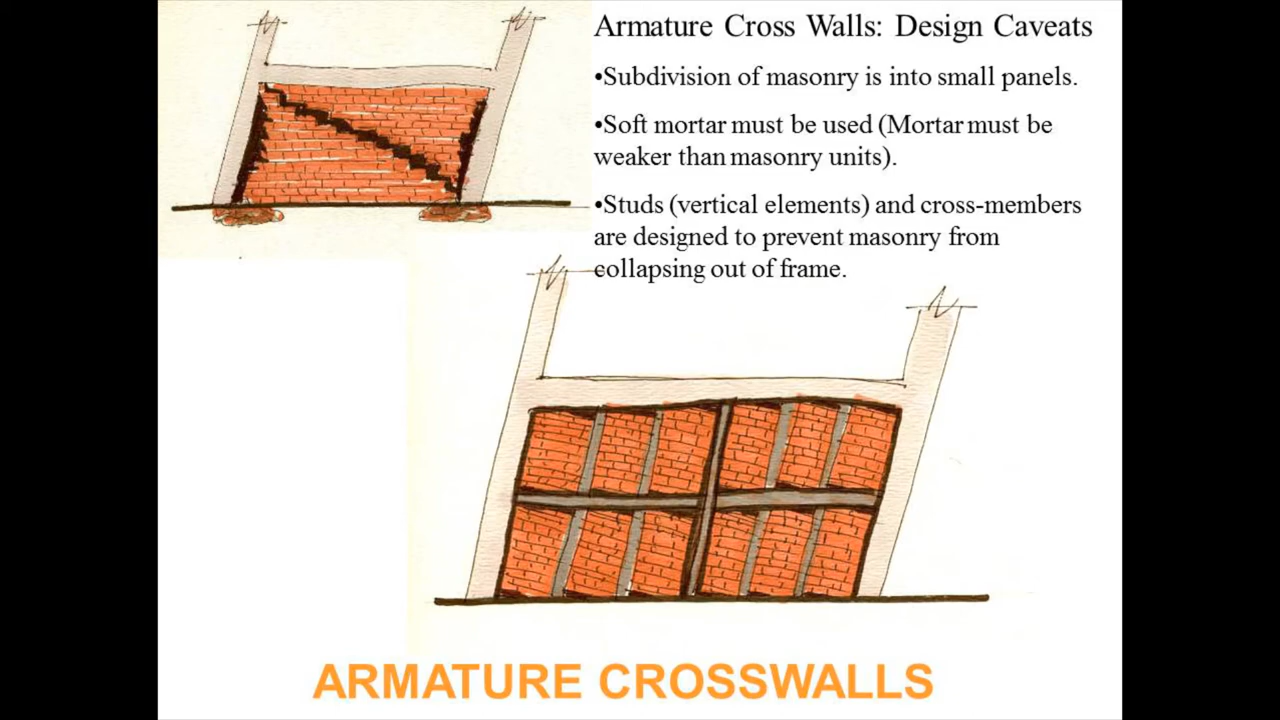 Armature Cross Walls: Design Caveats
•Subdivision of masonry is into small panels.
•Soft mortar must be used (Mortar must be
weaker than masonry units).
•Studs (vertical elements) and cross-members
are designed to prevent masonry from
collapsing out of frame.
ARMATURE CROSSWALLS